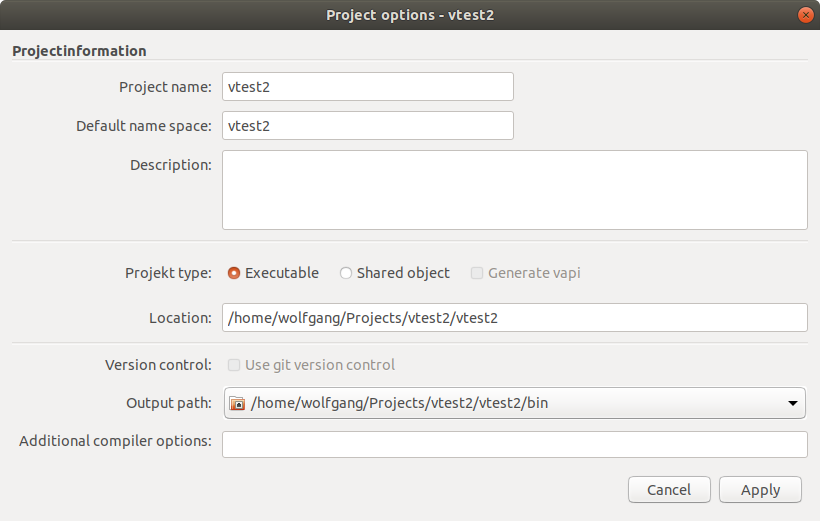 Project options - vtest2
Projectinformation
Project name: vtest2
Default name space: vtest2
Description:
Projekt type: Executable Shared object Generate vapi
Location: /home/wolfgang/Projects/vtest2/vtest2
Version control: Use git version control
Output path: /home/wolfgang/Projects/vtest2/vtest2/bin
Additional compiler options:
Cancel Apply